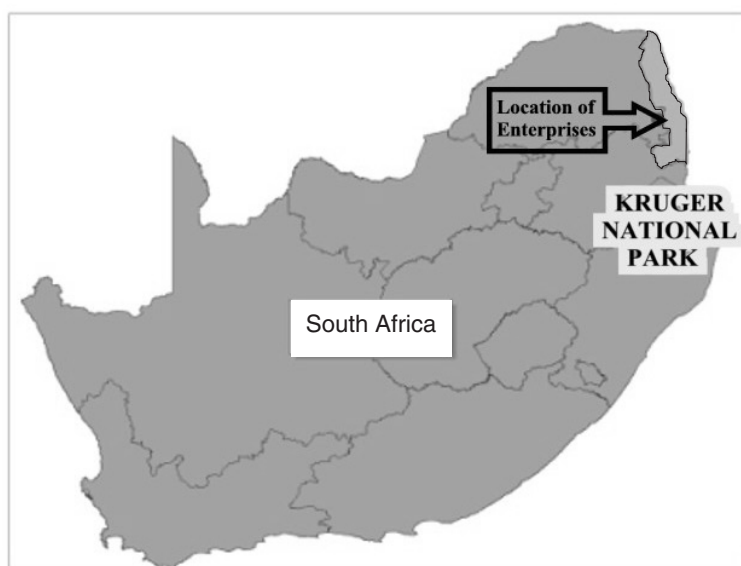 Location of
Enterprises
KRUGER
NATIONAL
PARK
South Africa